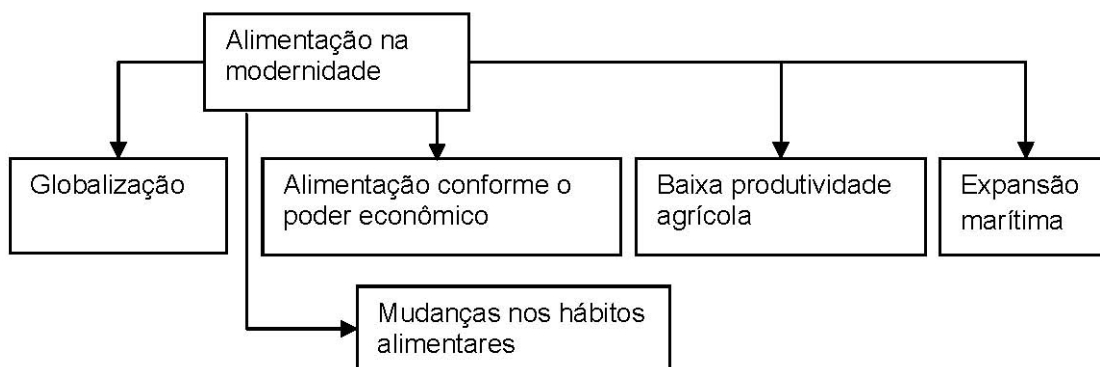 Alimentação na
modernidade
Globalização
Alimentação conforme o
poder econômico
Baixa produtividade
agrícola
Expansão
marítima
Mudanças nos hábitos
alimentares